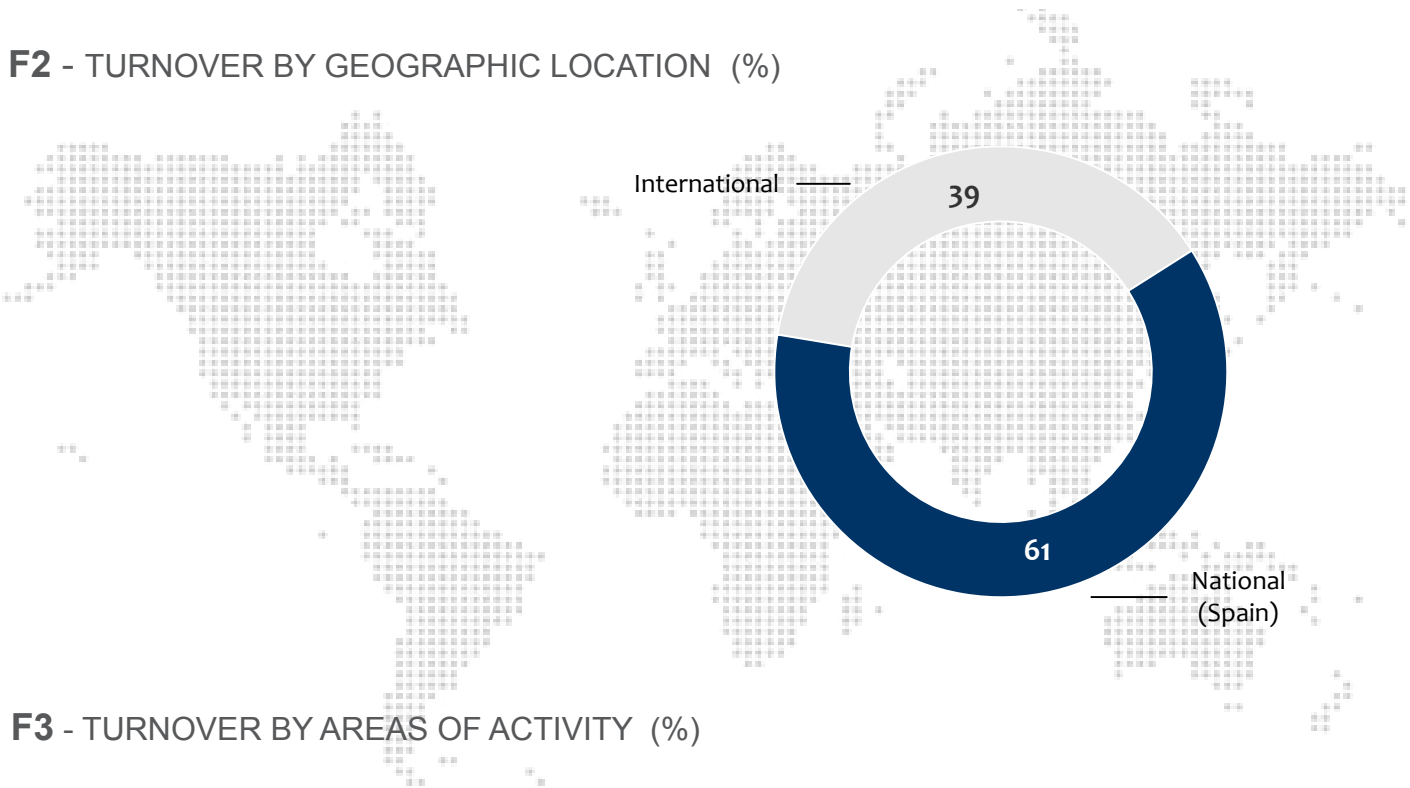 F2 - TURNOVER BY GEOGRAPHIC LOCATION (%)
International
39
61
National
(Spain)
F3 - TURNOVER BY AREAS OF ACTIVITY (%)